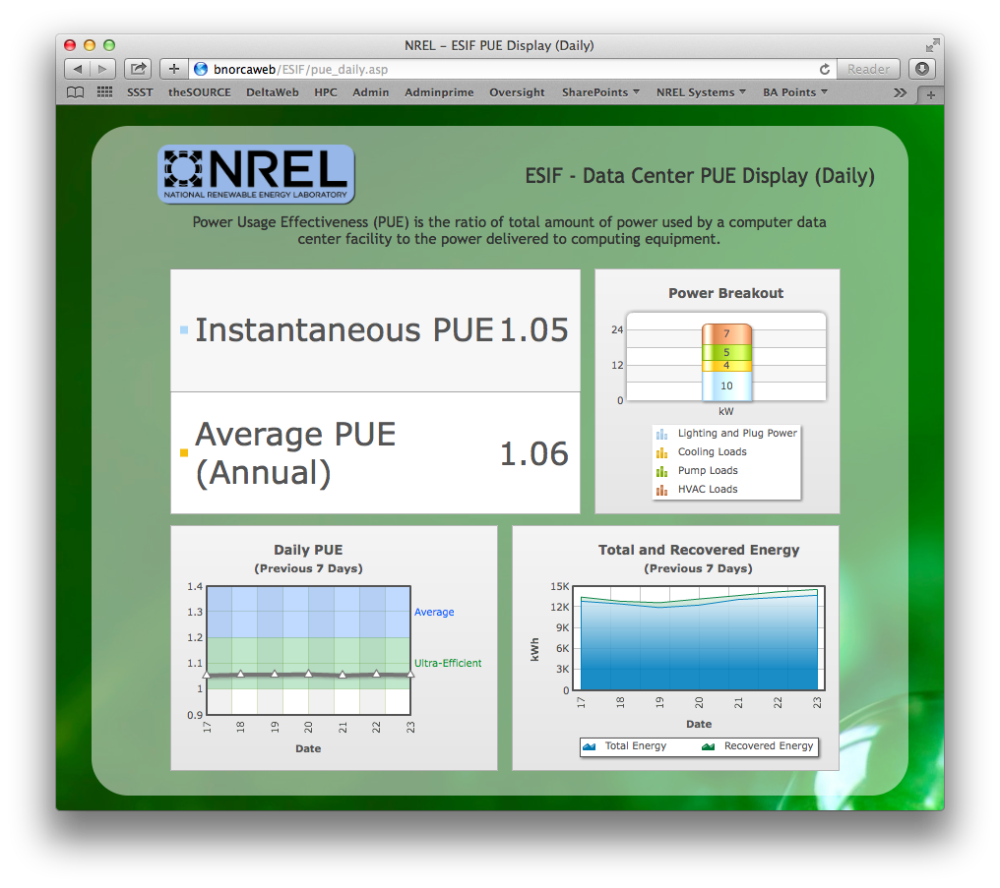 NREL – ESIF PUE Display (Daily)
bnorcaweb/ESIF/pue_daily.asp
Reader
SSST theSOURCE DeltaWeb HPC Admin Adminprime Oversight SharePoints NREL Systems BA Points
NREL
NATIONAL RENEWABLE ENERGY LABORATORY
ESIF - Data Center PUE Display (Daily)
Power Usage Effectiveness (PUE) is the ratio of total amount of power used by a computer data
center facility to the power delivered to computing equipment.
Instantaneous PUE 1.05
Average PUE
(Annual)
1.06
Power Breakout
24
12
0
7
5
4
10
kW
Lighting and Plug Power
Cooling Loads
Pump Loads
HVAC Loads
Daily PUE
(Previous 7 Days)
1.4
1.3
1.2
1.1
1
0.9
Average
Ultra-Efficient
17 18 19 20 21 22 23
Date
Total and Recovered Energy
(Previous 7 Days)
kWh
15K
12K
9K
6K
3K
0
17 18 19 20 21 22 23
Date
Total Energy Recovered Energy